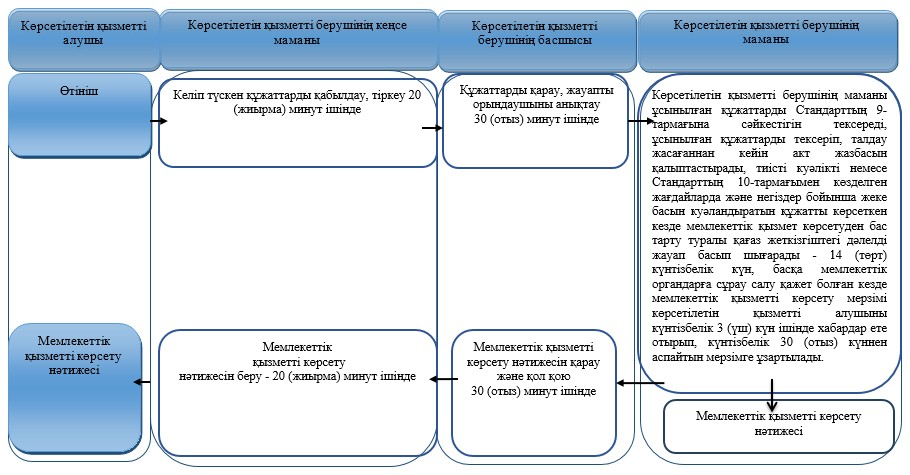 Көрсетілетін қызметті
алушы
Көрсетілетін қызметті берушінің кеңсе
маманы
Көрсетілетін қызметті
берушінің басшысы
Көрсетілетін қызметті берушінің
маманы
Өтініш
Келіп түскен құжаттарды қабылдау, тіркеу 20
(жиырма) минут ішінде
Құжаттарды қарау, жауапты
орындаушыны анықтау
30 (отыз) минут ішінде
Көрсетілетін қызметті берушінің маманы
ұсынылған құжаттарды Стандарттың 9-
тармағына сәйкестігін тексереді,
ұсынылған құжаттарды тексеріп, талдау
жасағаннан кейін акт жазбасын
қалыптастырады, тиісті куәлікті немесе
Стандарттың 10-тармағымен көзделген
жағдайларда және негіздер бойынша жеке
басын куәландыратын құжатты көрсеткен
кезде мемлекеттік қызмет көрсетуден бас
тарту туралы қағаз жеткізгіштегі дәлелді
жауап басып шығарады - 14 (төрт)
күнтізбелік күн, басқа мемлекеттік
органдарға сұрау салу қажет болған кезде
мемлекеттік қызметті көрсету мерзімі
көрсетілетін қызметті алушыны
күнтізбелік 3 (үш) күн ішінде хабардар ете
отырып, күнтізбелік 30 (отыз) күннен
аспайтын мерзімге ұзартылады.
Мемлекеттік
қызметті көрсету
нәтижесі
Мемлекеттік
қызметті көрсету
нәтижесін беру - 20 (жиырма) минут ішінде
Мемлекеттік қызметті
көрсету нәтижесін қарау
және қол қою
30 (отыз) минут ішінде
Мемлекеттік қызметті көрсету
нәтижесі